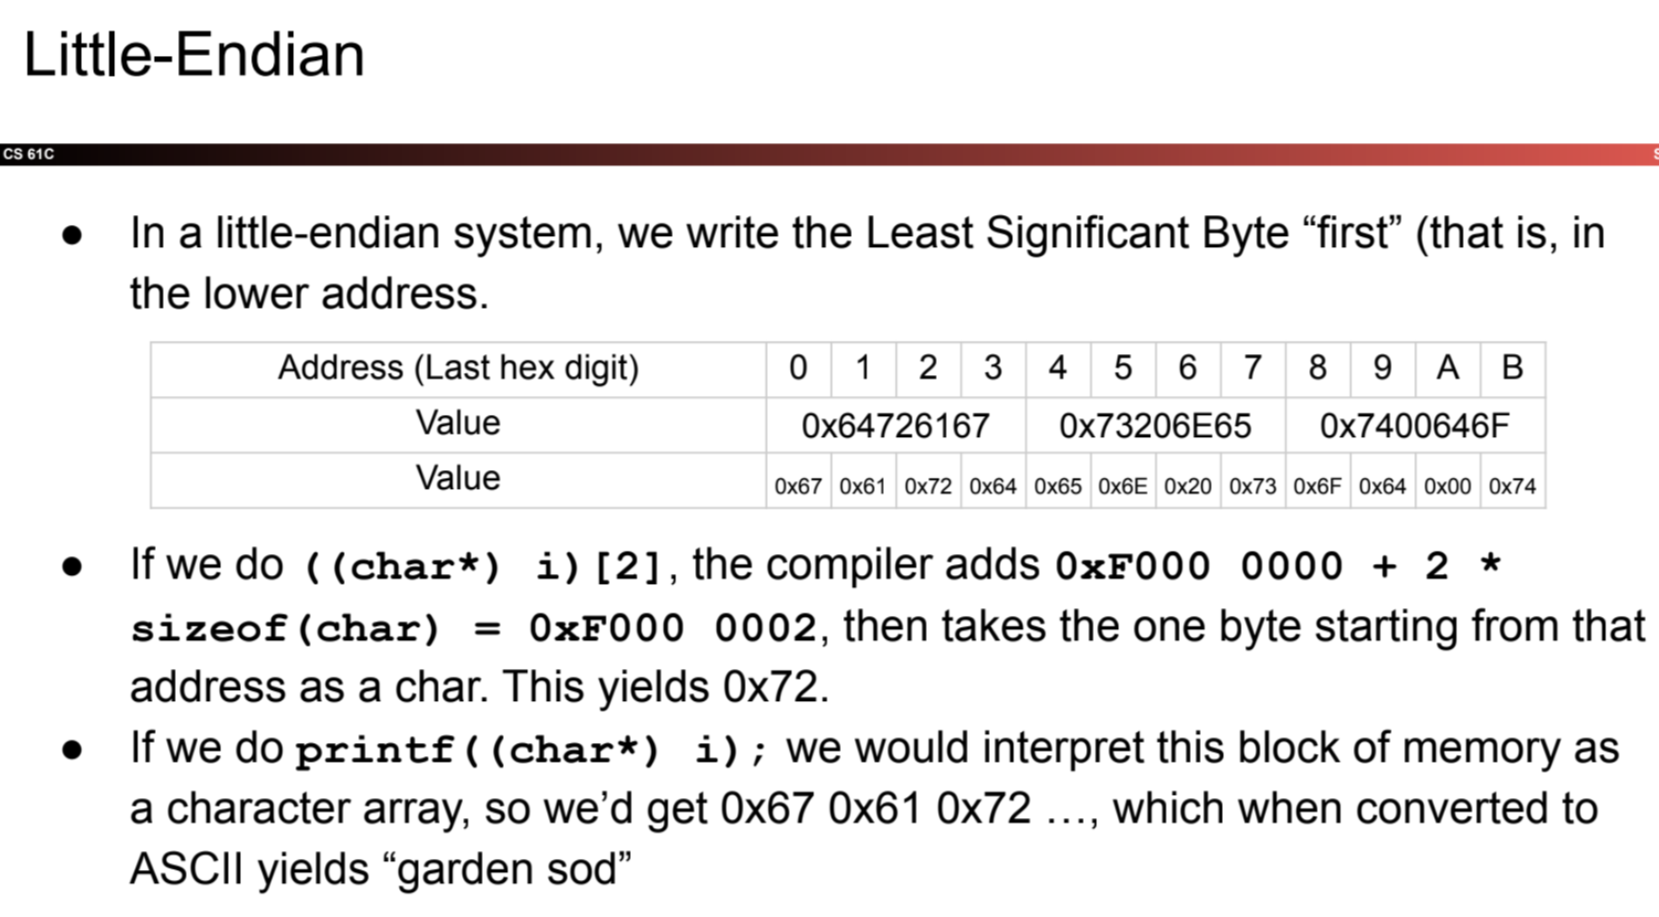 Little-Endian
CS 61C
● In a little-endian system, we write the Least Significant Byte “first” (that is, in
the lower address.
Address (Last hex digit) 0 1 2 3 4 5 6 7 8 9 A B
Value 0x64726167 0x73206E65 0x7400646F
Value 0x67 0x61 0x72 0x64 0x65 0x6E 0x20 0x73 0x6F 0x64 0x00 0x74
● If we do ((char*) i)[2], the compiler adds 0xF000 0000 + 2 *
sizeof(char) = 0xF000 0002, then takes the one byte starting from that
address as a char. This yields 0x72.
● If we do printf((char*) i); we would interpret this block of memory as
a character array, so we’d get 0x67 0x61 0x72 …, which when converted to
ASCII yields “garden sod”